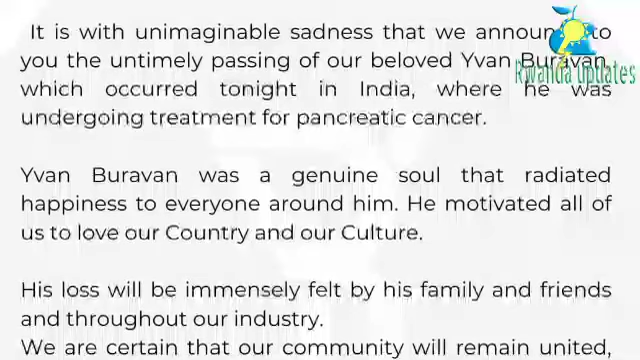 It is with unimaginable sadness that we announ to
you the untimely passing of our beloved Yvan Buravan,
which occurred tonight in India, where he was
undergoing treatment for pancreatic cancer.
Yvan Buravan was a genuine soul that radiated
happiness to everyone around him. He motivated all of
us to love our Country and our Culture.
His loss will be immensely felt by his family and friends
and throughout our industry.
We are certain that our community will remain united,
Rwanda updates